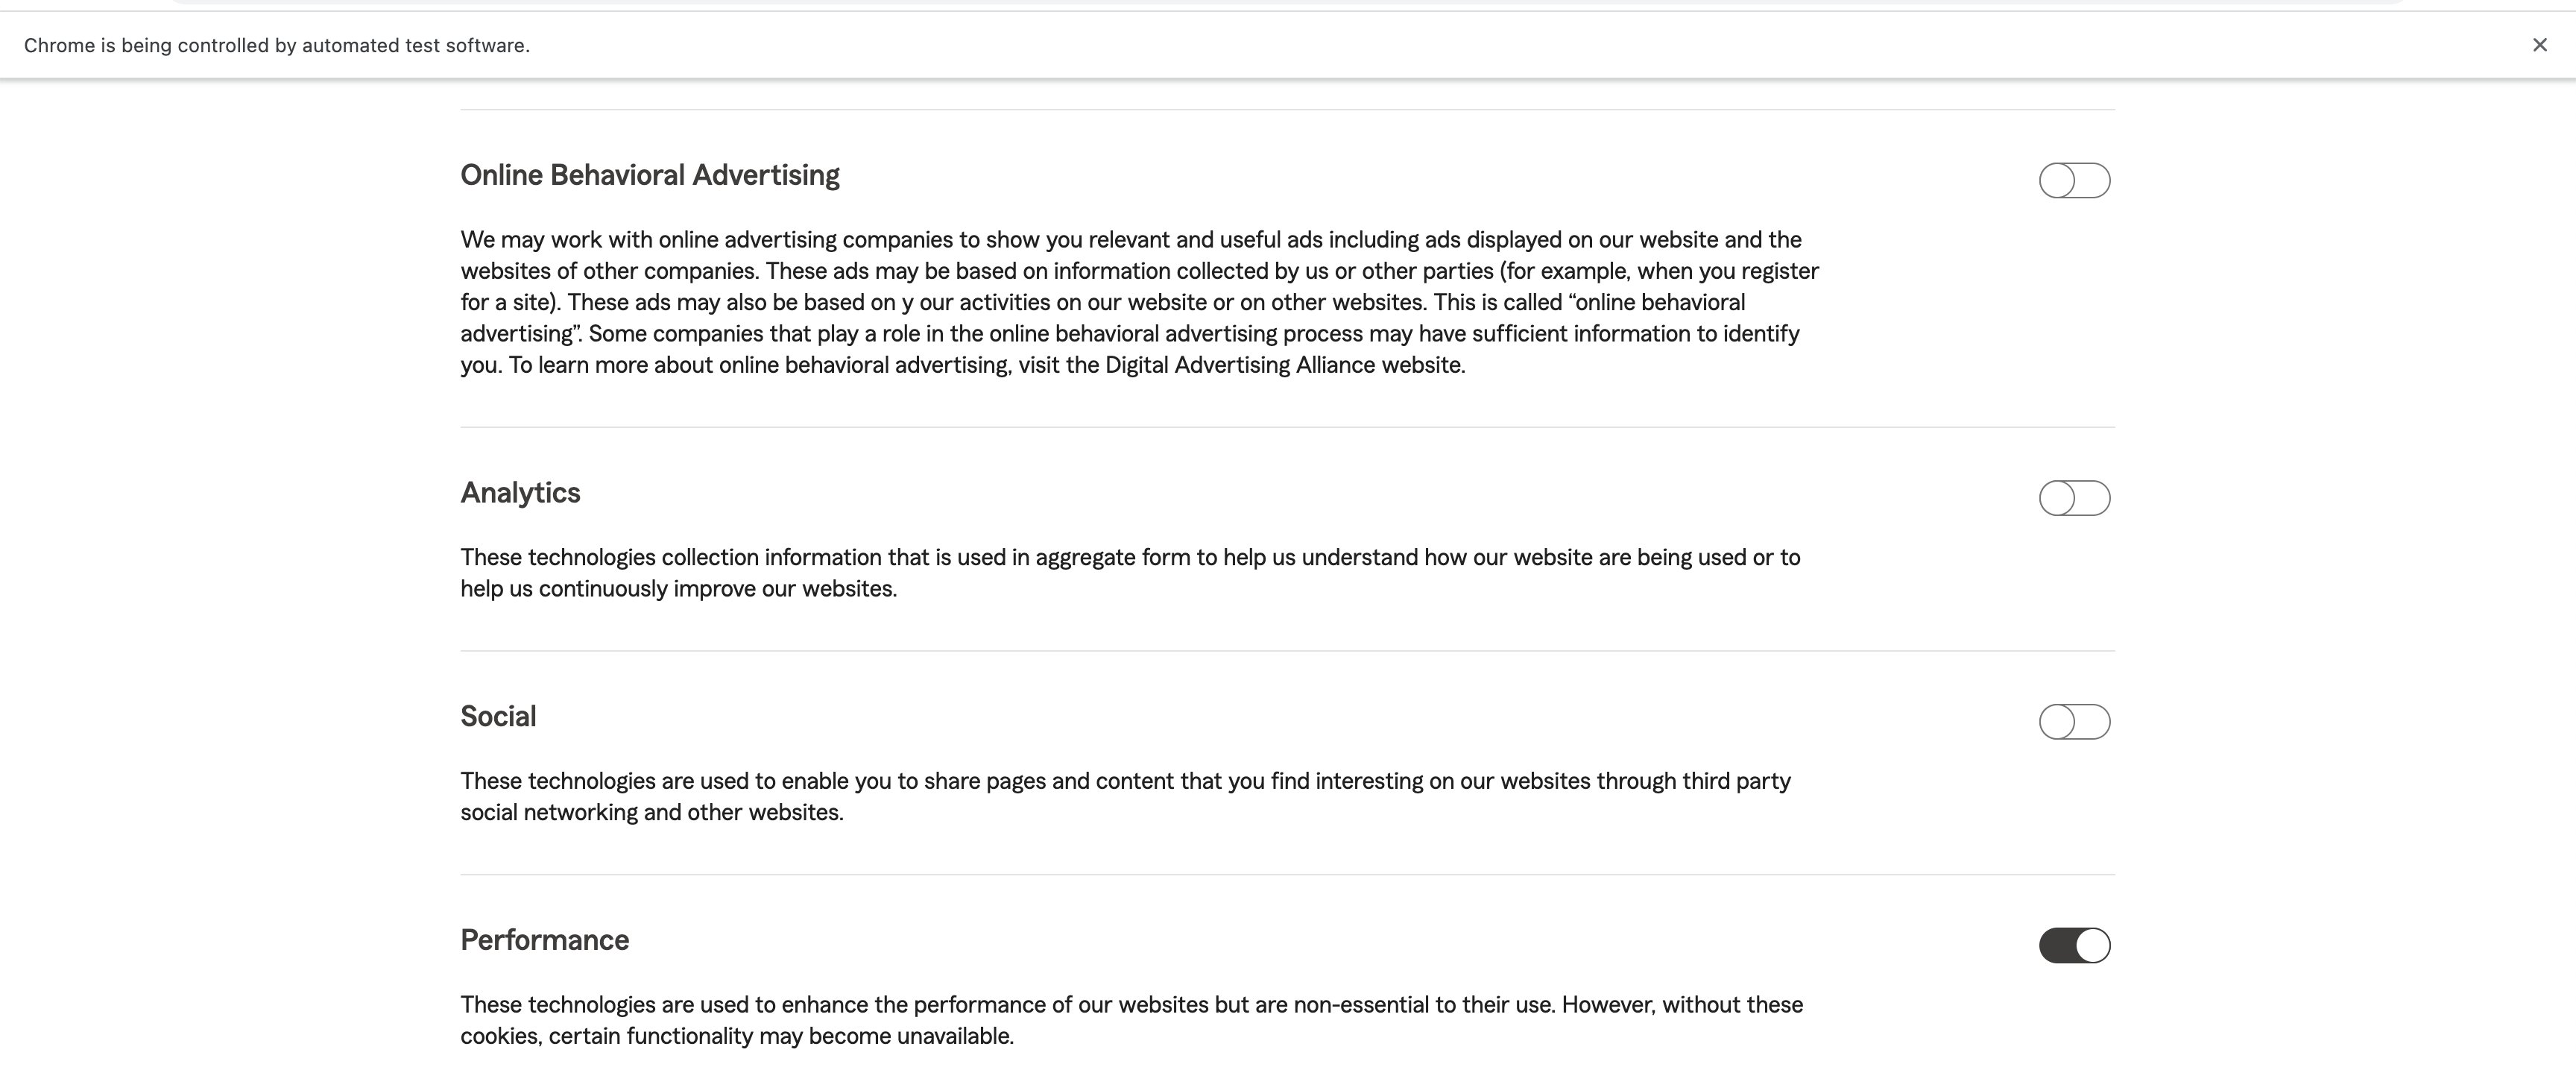 Chrome is being controlled by automated test software.
Online Behavioral Advertising
We may work with online advertising companies to show you relevant and useful ads including ads displayed on our website and the
websites of other companies. These ads may be based on information collected by us or other parties (for example, when you register
for a site). These ads may also be based on y our activities on our website or on other websites. This is called “online behavioral
advertising”. Some companies that play a role in the online behavioral advertising process may have sufficient information to identify
you. To learn more about online behavioral advertising, visit the Digital Advertising Alliance website.
Analytics
These technologies collection information that is used in aggregate form to help us understand how our website are being used or to
help us continuously improve our websites.
Social
These technologies are used to enable you to share pages and content that you find interesting on our websites through third party
social networking and other websites.
Performance
These technologies are used to enhance the performance of our websites but are non-essential to their use. However, without these
cookies, certain functionality may become unavailable.